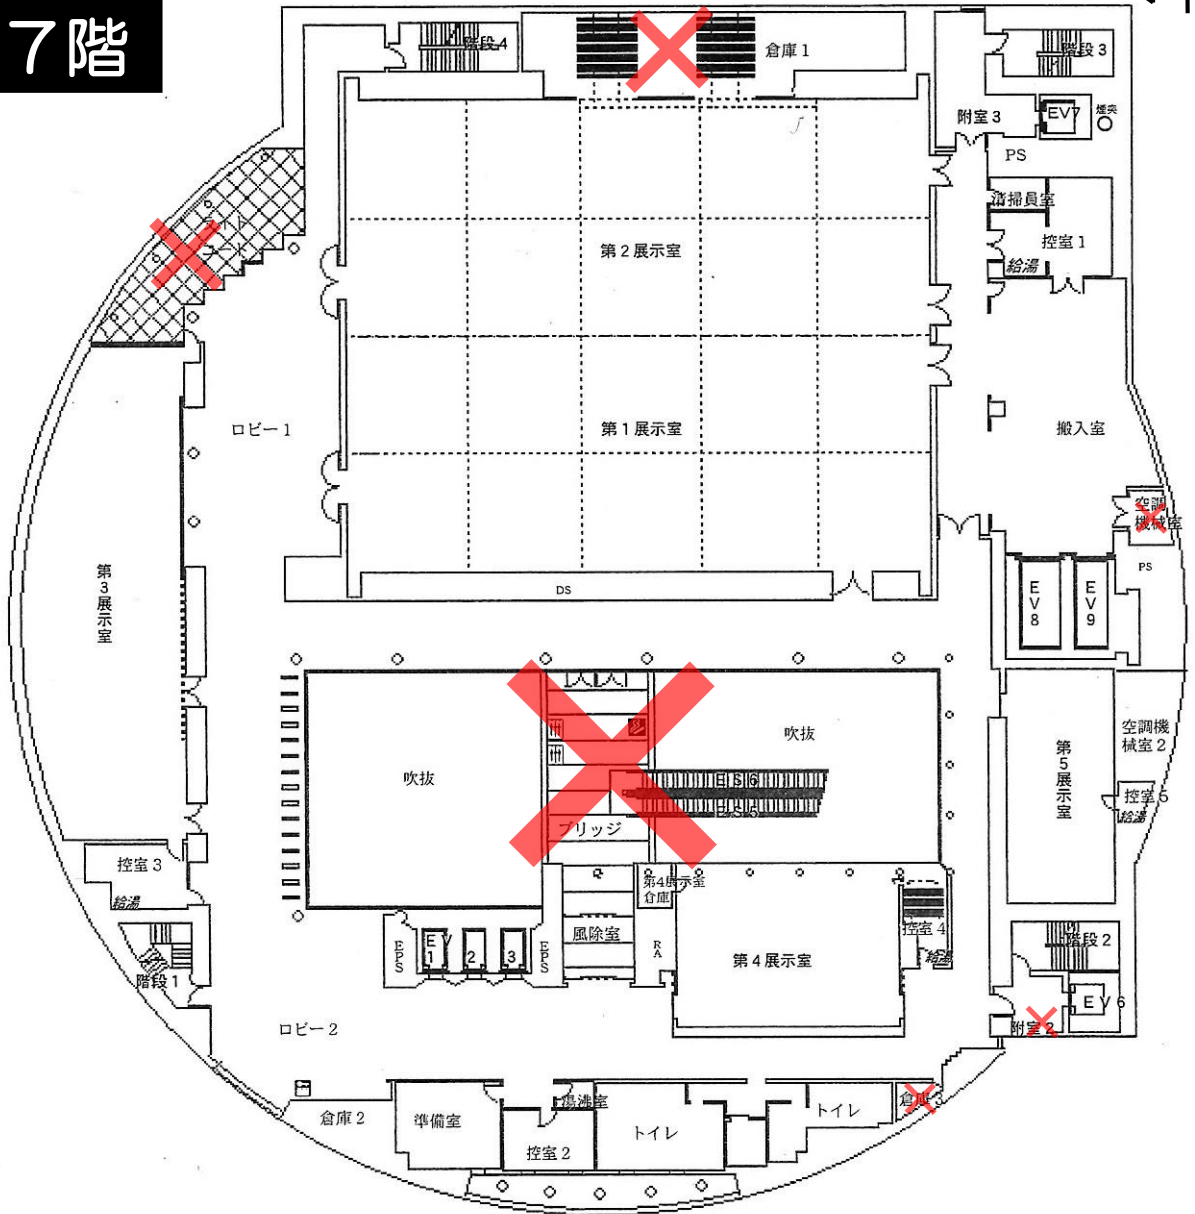 7階
階段4
倉庫1
階段3
附室3
EV7
煙突
PS
清掃員室
控室1
給湯
第2展示室
ロビー1
第1展示室
搬入室
空調
機械室
PS
第3展示室
DS
EV8
EV9
吹抜
吹抜
ES6
ES5
ブリッジ
第5展示室
空調機
械室2
控室5
給湯
控室3
給湯
第4展示室
倉庫
控室4
給湯
EPS
EV
1
2
3
EPS
風除室
RA
第4展示室
階段2
階段1
EV6
附室2
ロビー2
倉庫2
準備室
湯沸室
控室2
トイレ
トイレ
倉庫3